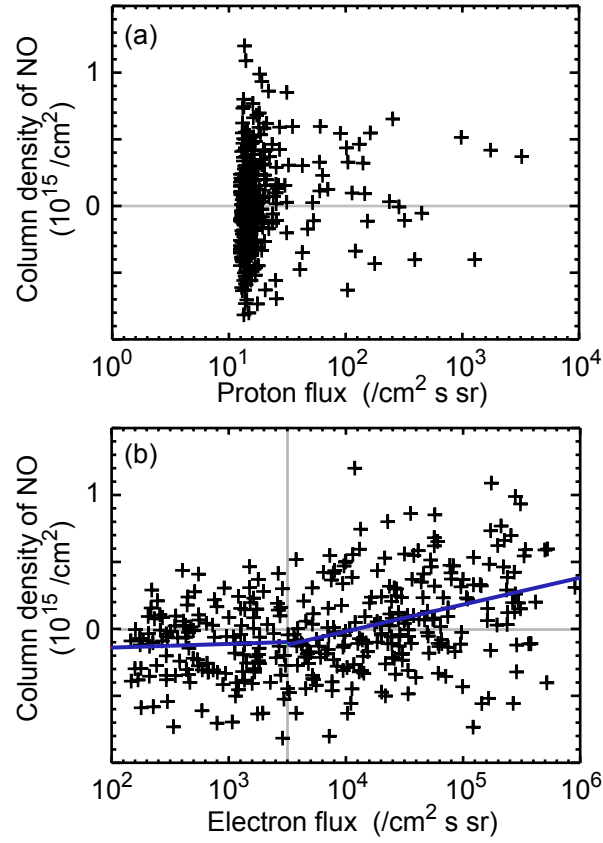 (a)
Column density of NO
(10^15 /cm^2)
1
0
10^0 10^1 10^2 10^3 10^4
Proton flux (/cm^2 s sr)
(b)
Column density of NO
(10^15 /cm^2)
1
0
10^2 10^3 10^4 10^5 10^6
Electron flux (/cm^2 s sr)